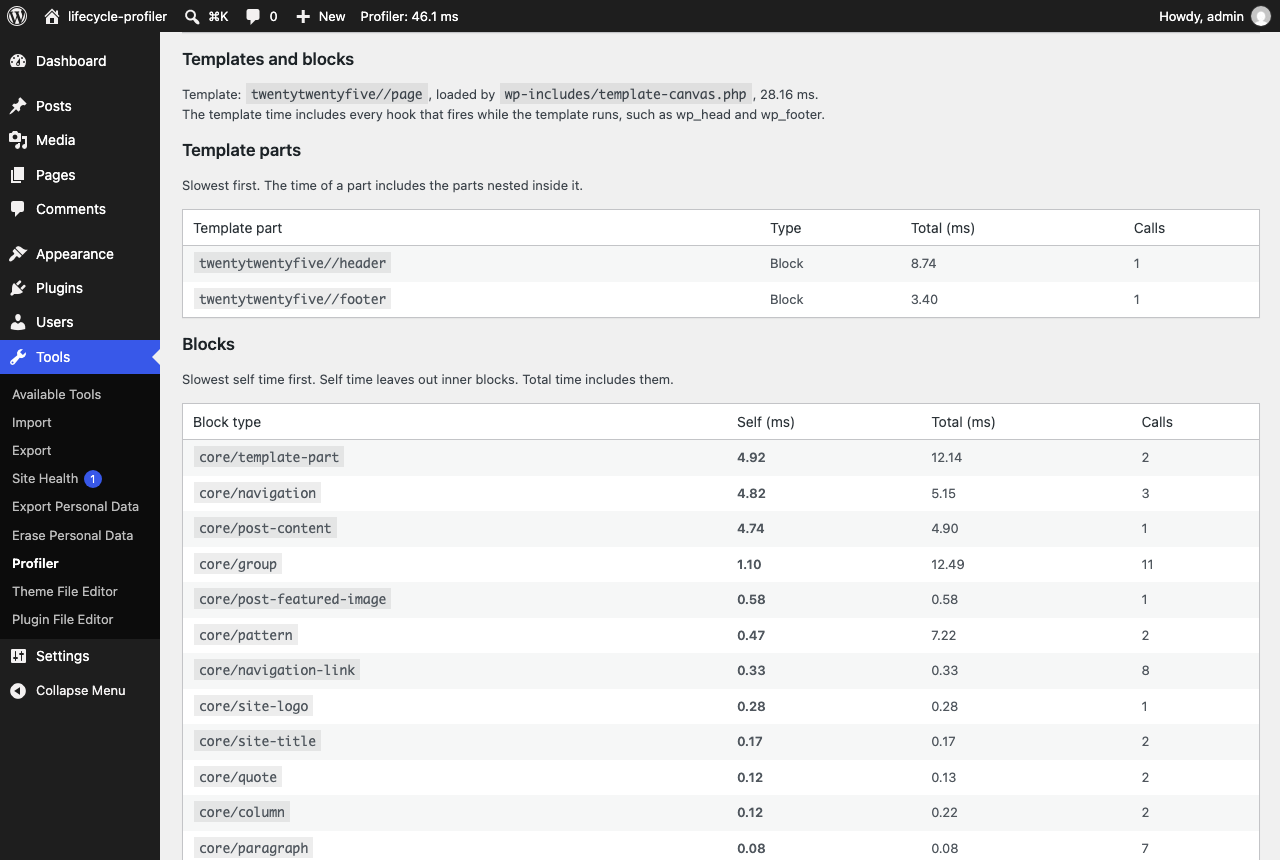 lifecycle-profiler ⌘K 0 New Profiler: 46.1 ms Howdy, admin
Dashboard
Posts
Media
Pages
Comments
Appearance
Plugins
Users
Tools
Available Tools
Import
Export
Site Health 1
Export Personal Data
Erase Personal Data
Profiler
Theme File Editor
Plugin File Editor
Settings
Collapse Menu
Templates and blocks
Template: twentytwentyfive//page , loaded by wp-includes/template-canvas.php , 28.16 ms.
The template time includes every hook that fires while the template runs, such as wp_head and wp_footer.
Template parts
Slowest first. The time of a part includes the parts nested inside it.
Template part Type Total (ms) Calls
twentytwentyfive//header Block 8.74 1
twentytwentyfive//footer Block 3.40 1
Blocks
Slowest self time first. Self time leaves out inner blocks. Total time includes them.
Block type Self (ms) Total (ms) Calls
core/template-part 4.92 12.14 2
core/navigation 4.82 5.15 3
core/post-content 4.74 4.90 1
core/group 1.10 12.49 11
core/post-featured-image 0.58 0.58 1
core/pattern 0.47 7.22 2
core/navigation-link 0.33 0.33 8
core/site-logo 0.28 0.28 1
core/site-title 0.17 0.17 2
core/quote 0.12 0.13 2
core/column 0.12 0.22 2
core/paragraph 0.08 0.08 7